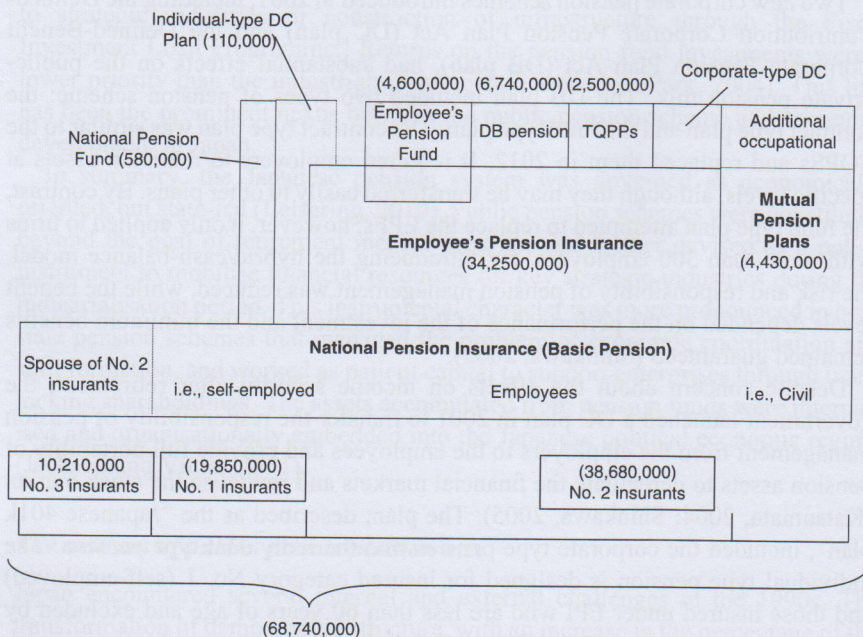 Individual-type DC
Plan (110,000)
(4,600,000) (6,740,000) (2,500,000)
Corporate-type DC
Employee's
Pension
Fund
DB pension
TQPPs
Additional
occupational
National Pension
Fund (580,000)
Mutual
Pension
Plans
(4,430,000)
Employee's Pension Insurance
(34,250,000)
National Pension Insurance (Basic Pension)
Spouse of No. 2
insurants
i.e., self-employed
Employees
i.e., Civil
10,210,000
No. 3 insurants
(19,850,000)
No. 1 insurants
(38,680,000)
No. 2 insurants
(68,740,000)